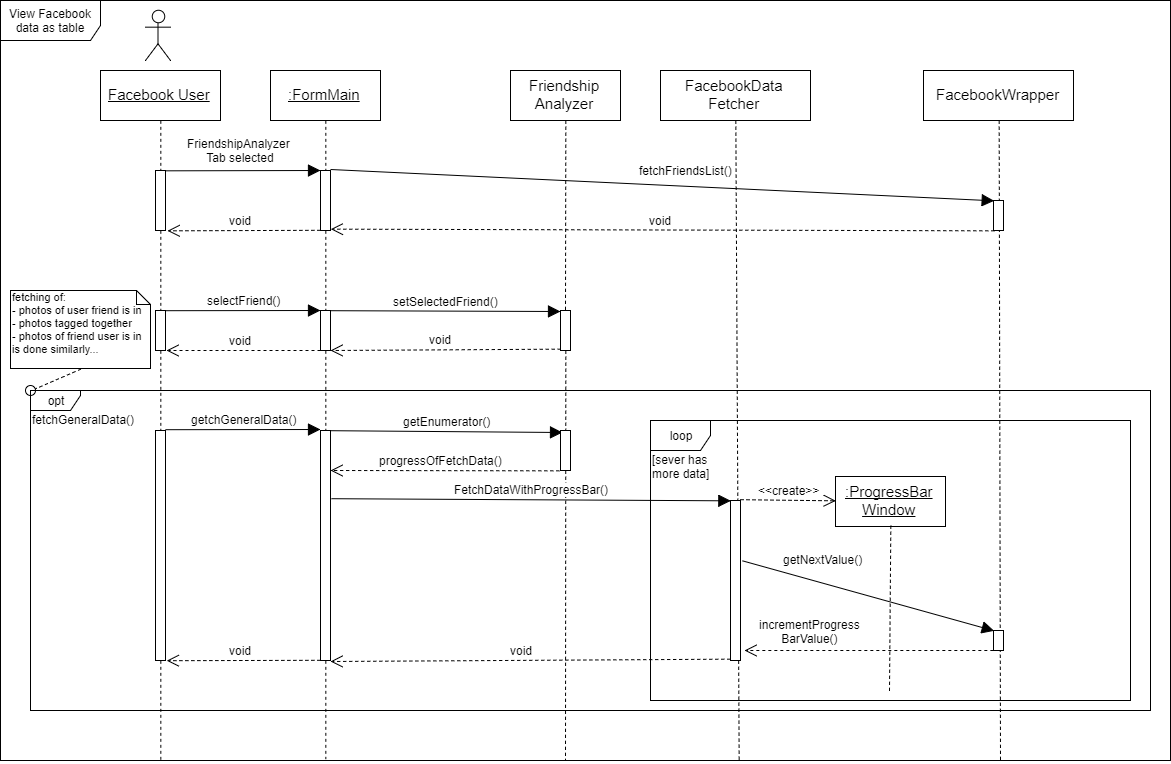 View Facebook
data as table
Facebook User
:FormMain
Friendship
Analyzer
FacebookData
Fetcher
FacebookWrapper
FriendshipAnalyzer
Tab selected
fetchFriendsList()
void
void
fetching of:
- photos of user friend is in
- photos tagged together
- photos of friend user is in
is done similarly...
selectFriend()
setSelectedFriend()
void
void
opt
fetchGeneralData()
getchGeneralData()
getEnumerator()
loop
[sever has
more data]
progressOfFetchData()
FetchDataWithProgressBar()
<<create>>
:ProgressBar
Window
getNextValue()
incrementProgress
BarValue()
void
void